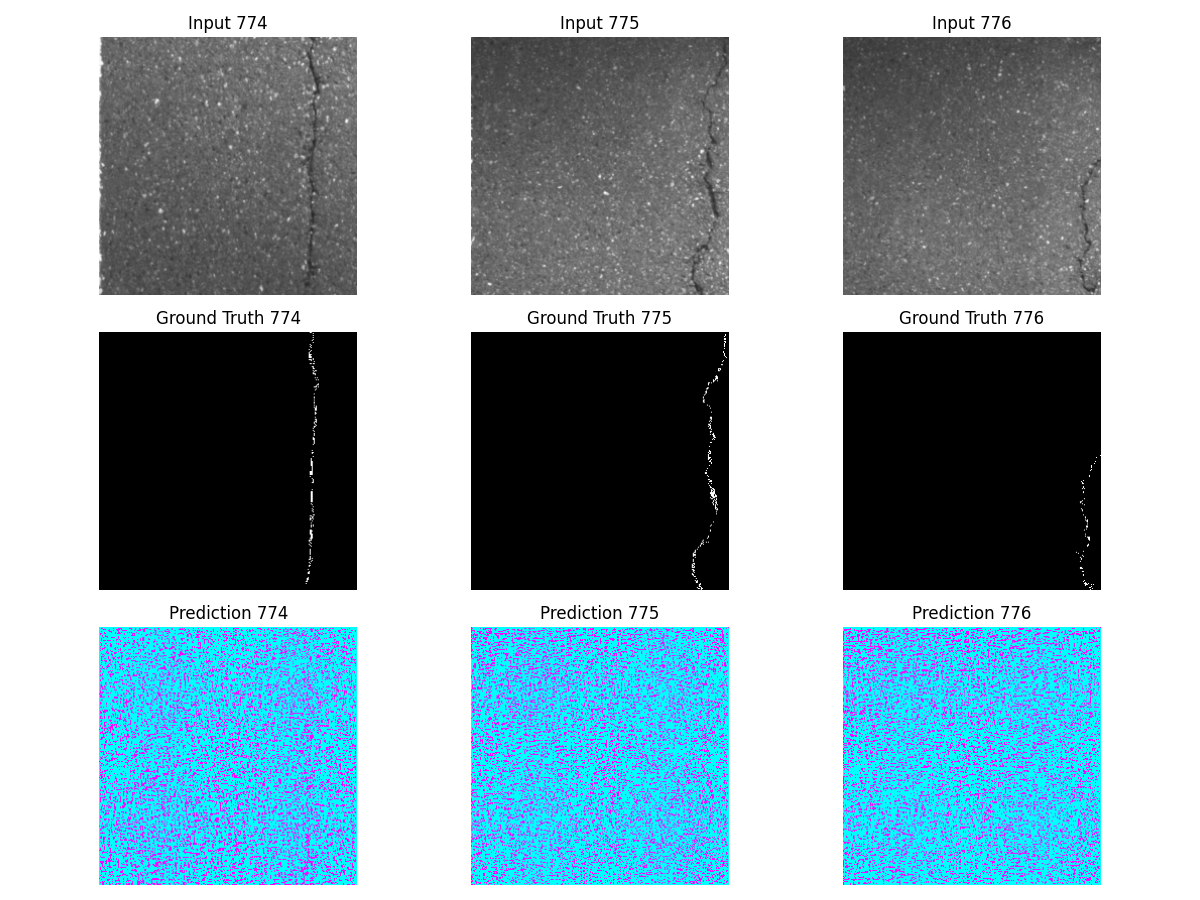 Input 774
Input 775
Input 776
Ground Truth 774
Ground Truth 775
Ground Truth 776
Prediction 774
Prediction 775
Prediction 776